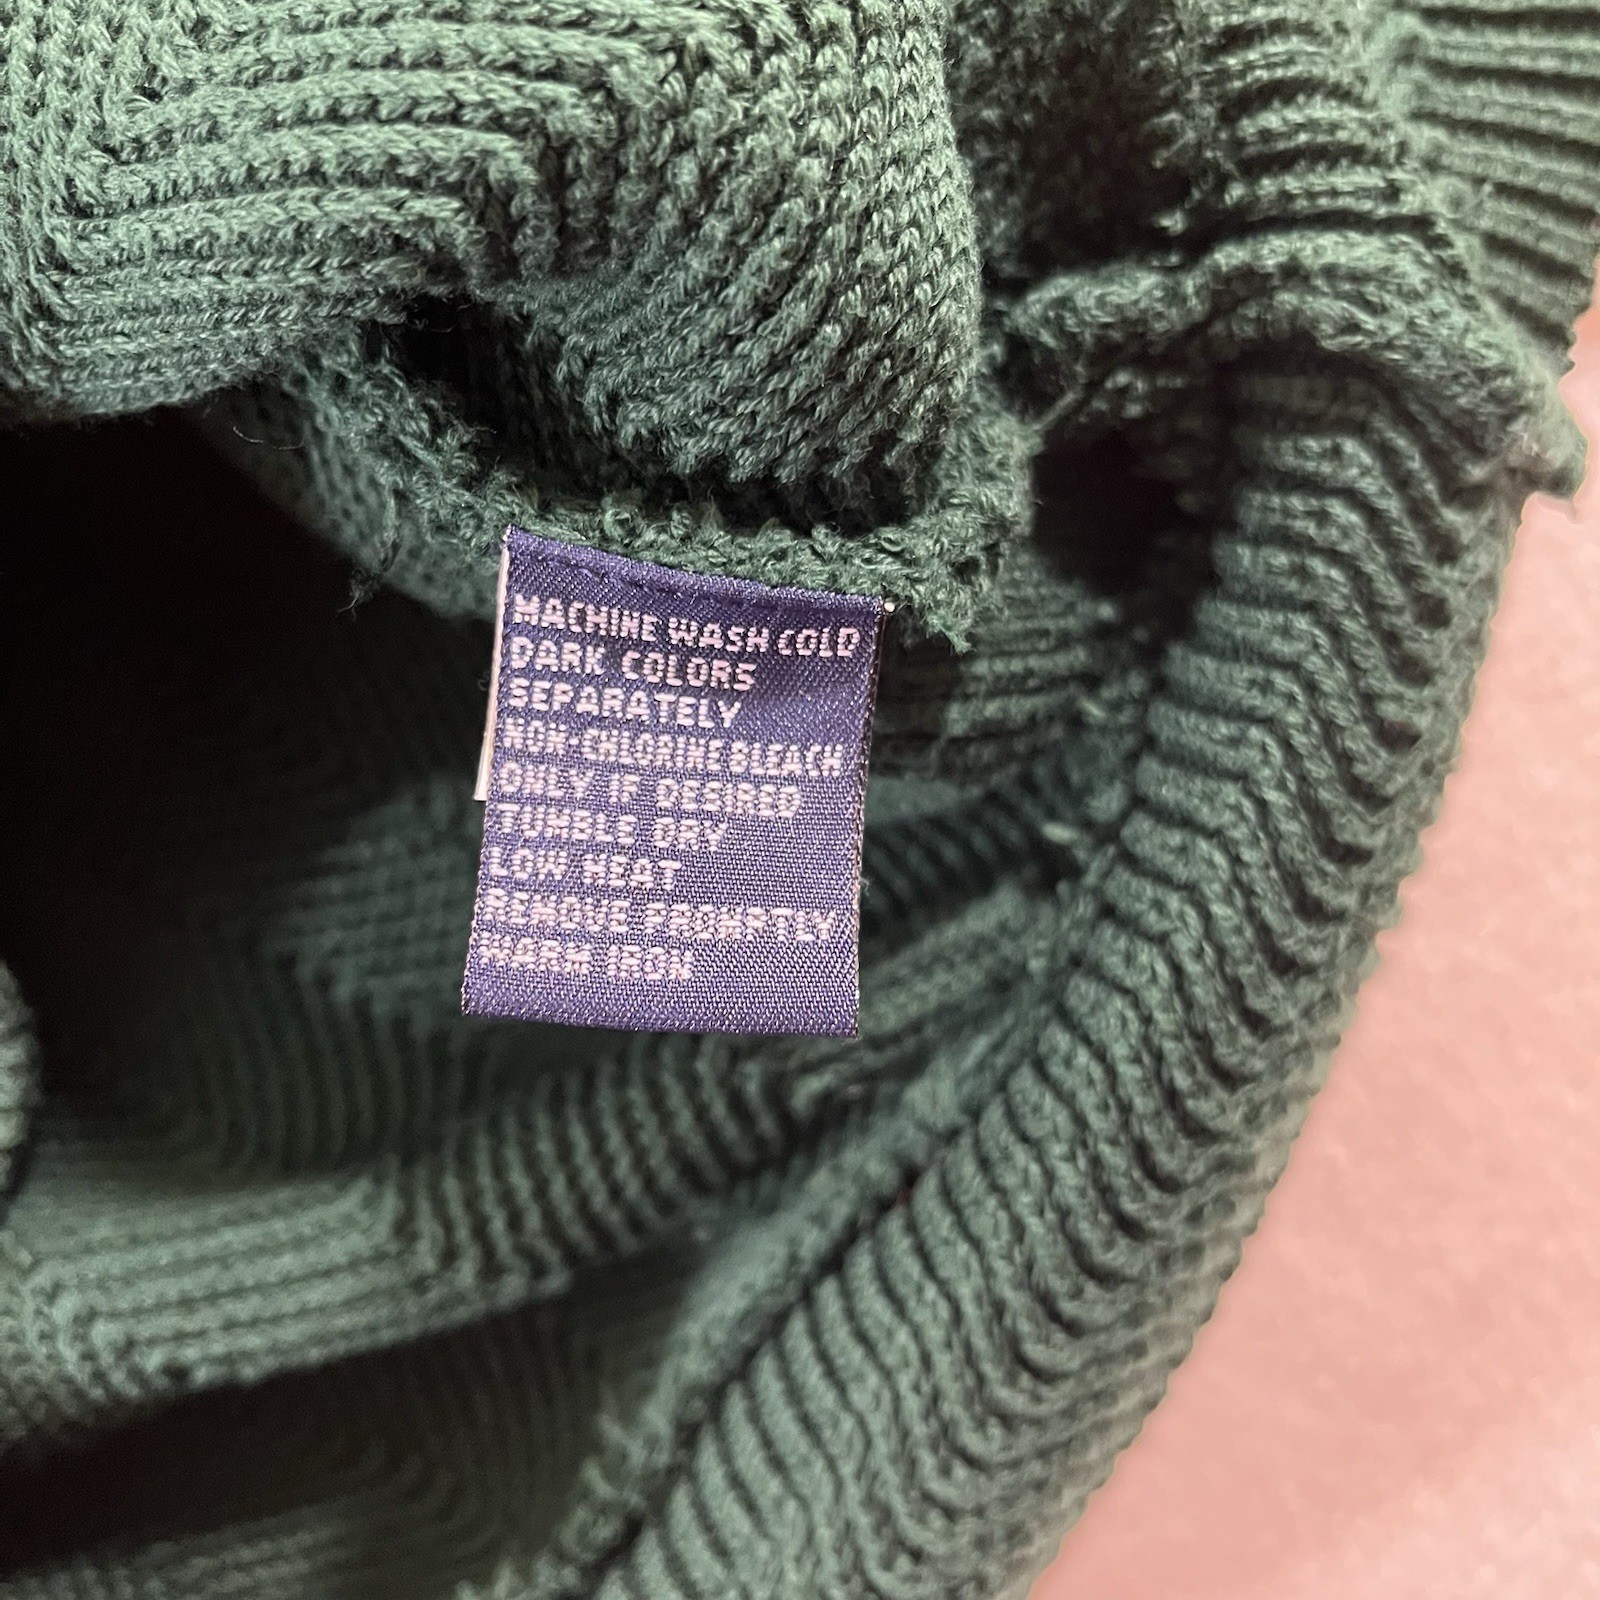 MACHINE WASH COLD
DARK COLORS
SEPARATELY
NON-CHLORINE BLEACH
ONLY IF DESIRED
TUMBLE DRY
LOW HEAT
REMOVE PROMPTLY
WARM IRON